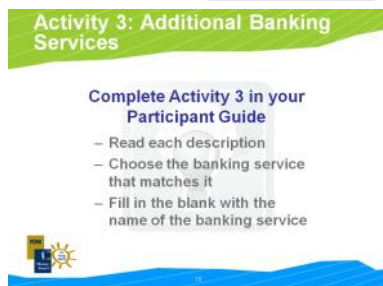 Activity 3: Additional Banking
Services
Complete Activity 3 in your
Participant Guide
– Read each description
– Choose the banking service
that matches it
– Fill in the blank with the
name of the banking service